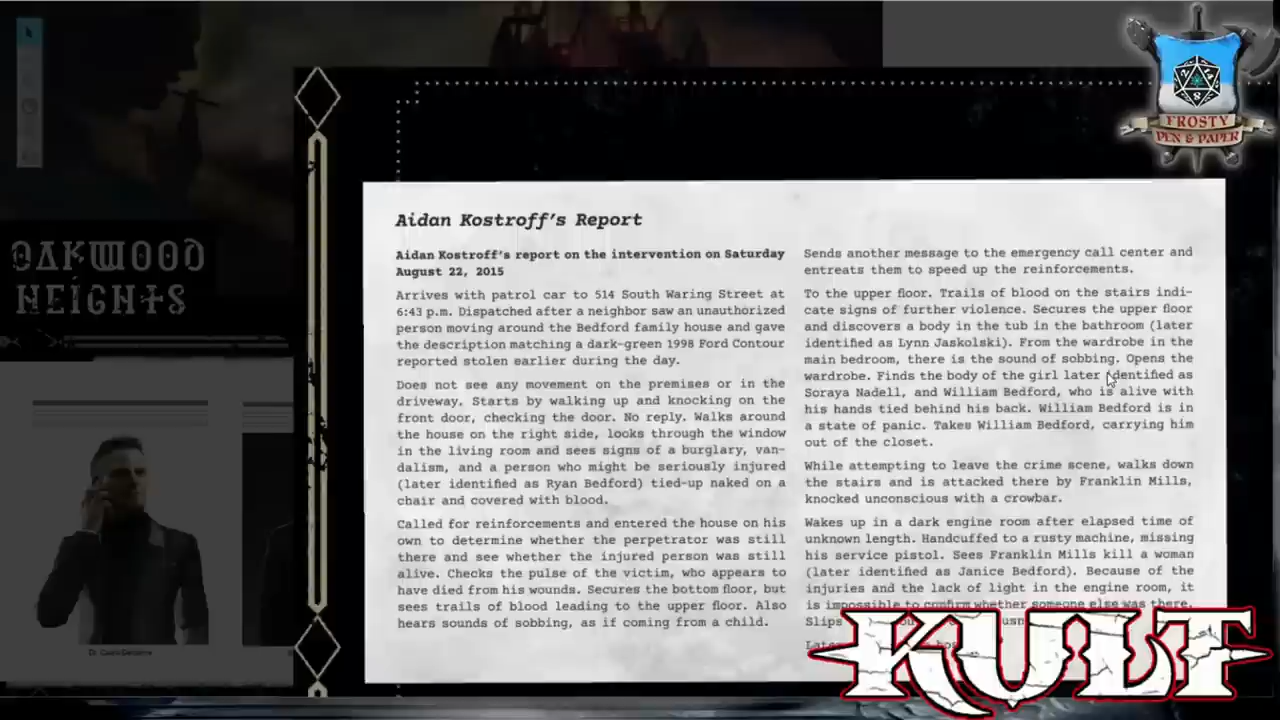 FROSTY
PEN & PAPER
OAKWOOD
HEIGHTS
Aidan Kostroff's Report
Aidan Kostroff's report on the intervention on Saturday
August 22, 2015
Arrives with patrol car to 514 South Waring Street at
6:43 p.m. Dispatched after a neighbor saw an unauthorized
person moving around the Bedford family house and gave
the description matching a dark-green 1998 Ford Contour
reported stolen earlier during the day.
Does not see any movement on the premises or in the
driveway. Starts by walking up and knocking on the
front door, checking the door. No reply. Walks around
the house on the right side, looks through the window
in the living room and sees signs of a burglary, van-
dalism, and a person who might be seriously injured
(later identified as Ryan Bedford) tied-up naked on a
chair and covered with blood.
Called for reinforcements and entered the house on his
own to determine whether the perpetrator was still
there and see whether the injured person was still
alive. Checks the pulse of the victim, who appears to
have died from his wounds. Secures the bottom floor, but
sees trails of blood leading to the upper floor. Also
hears sounds of sobbing, as if coming from a child.
Sends another message to the emergency call center and
entreats them to speed up the reinforcements.
To the upper floor. Trails of blood on the stairs indi-
cate signs of further violence. Secures the upper floor
and discovers a body in the tub in the bathroom (later
identified as Lynn Jaskolski). From the wardrobe in the
main bedroom, there is the sound of sobbing. Opens the
wardrobe. Finds the body of the girl later identified as
Soraya Nadell, and William Bedford, who is alive with
his hands tied behind his back. William Bedford is in
a state of panic. Takes William Bedford, carrying him
out of the closet.
While attempting to leave the crime scene, walks down
the stairs and is attacked there by Franklin Mills,
knocked unconscious with a crowbar.
Wakes up in a dark engine room after elapsed time of
unknown length. Handcuffed to a rusty machine, missing
his service pistol. Sees Franklin Mills kill a woman
(later identified as Janice Bedford). Because of the
injuries and the lack of light in the engine room, it
is impossible to confirm whether someone else was there.
Slips
KULT